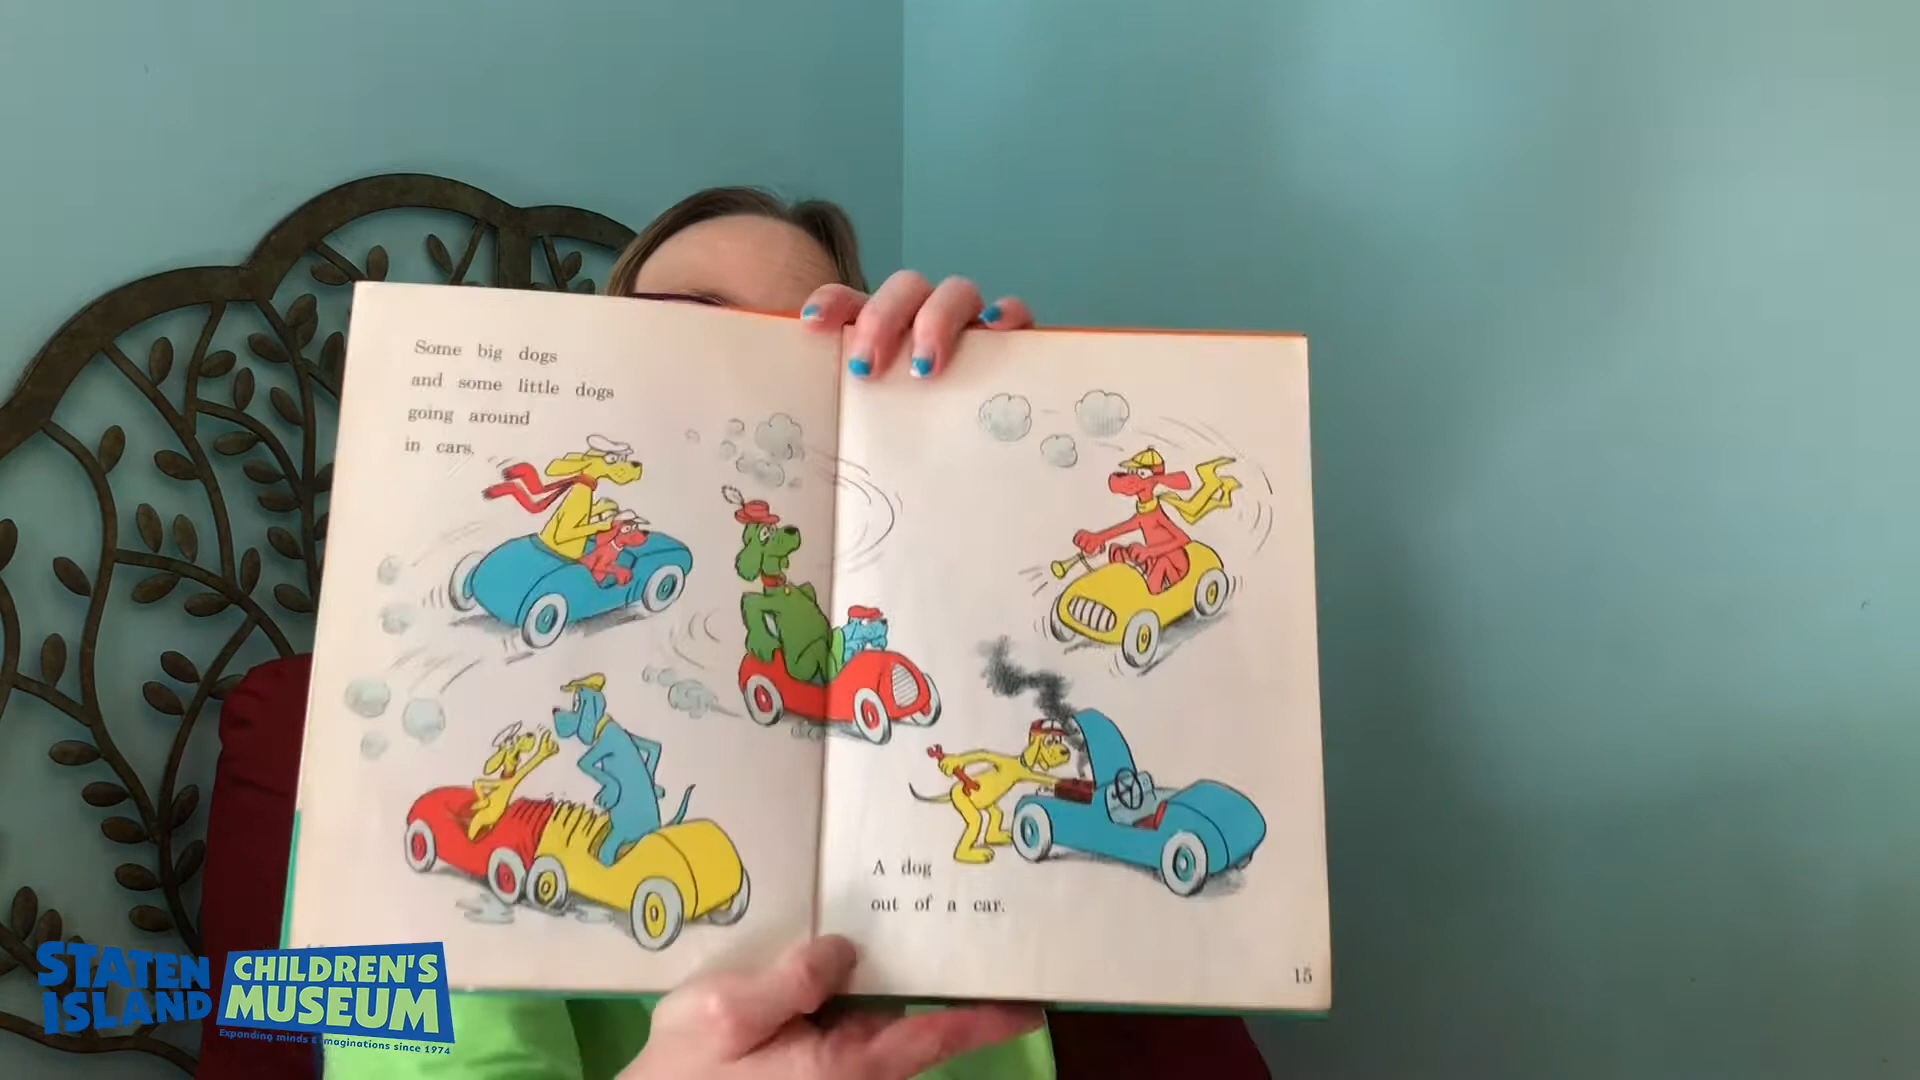 Some big dogs
and some little dogs
going around
in cars.
A dog
out of a car.
15
STATEN
ISLAND
CHILDREN'S
MUSEUM
Expanding minds & imaginations since 1974